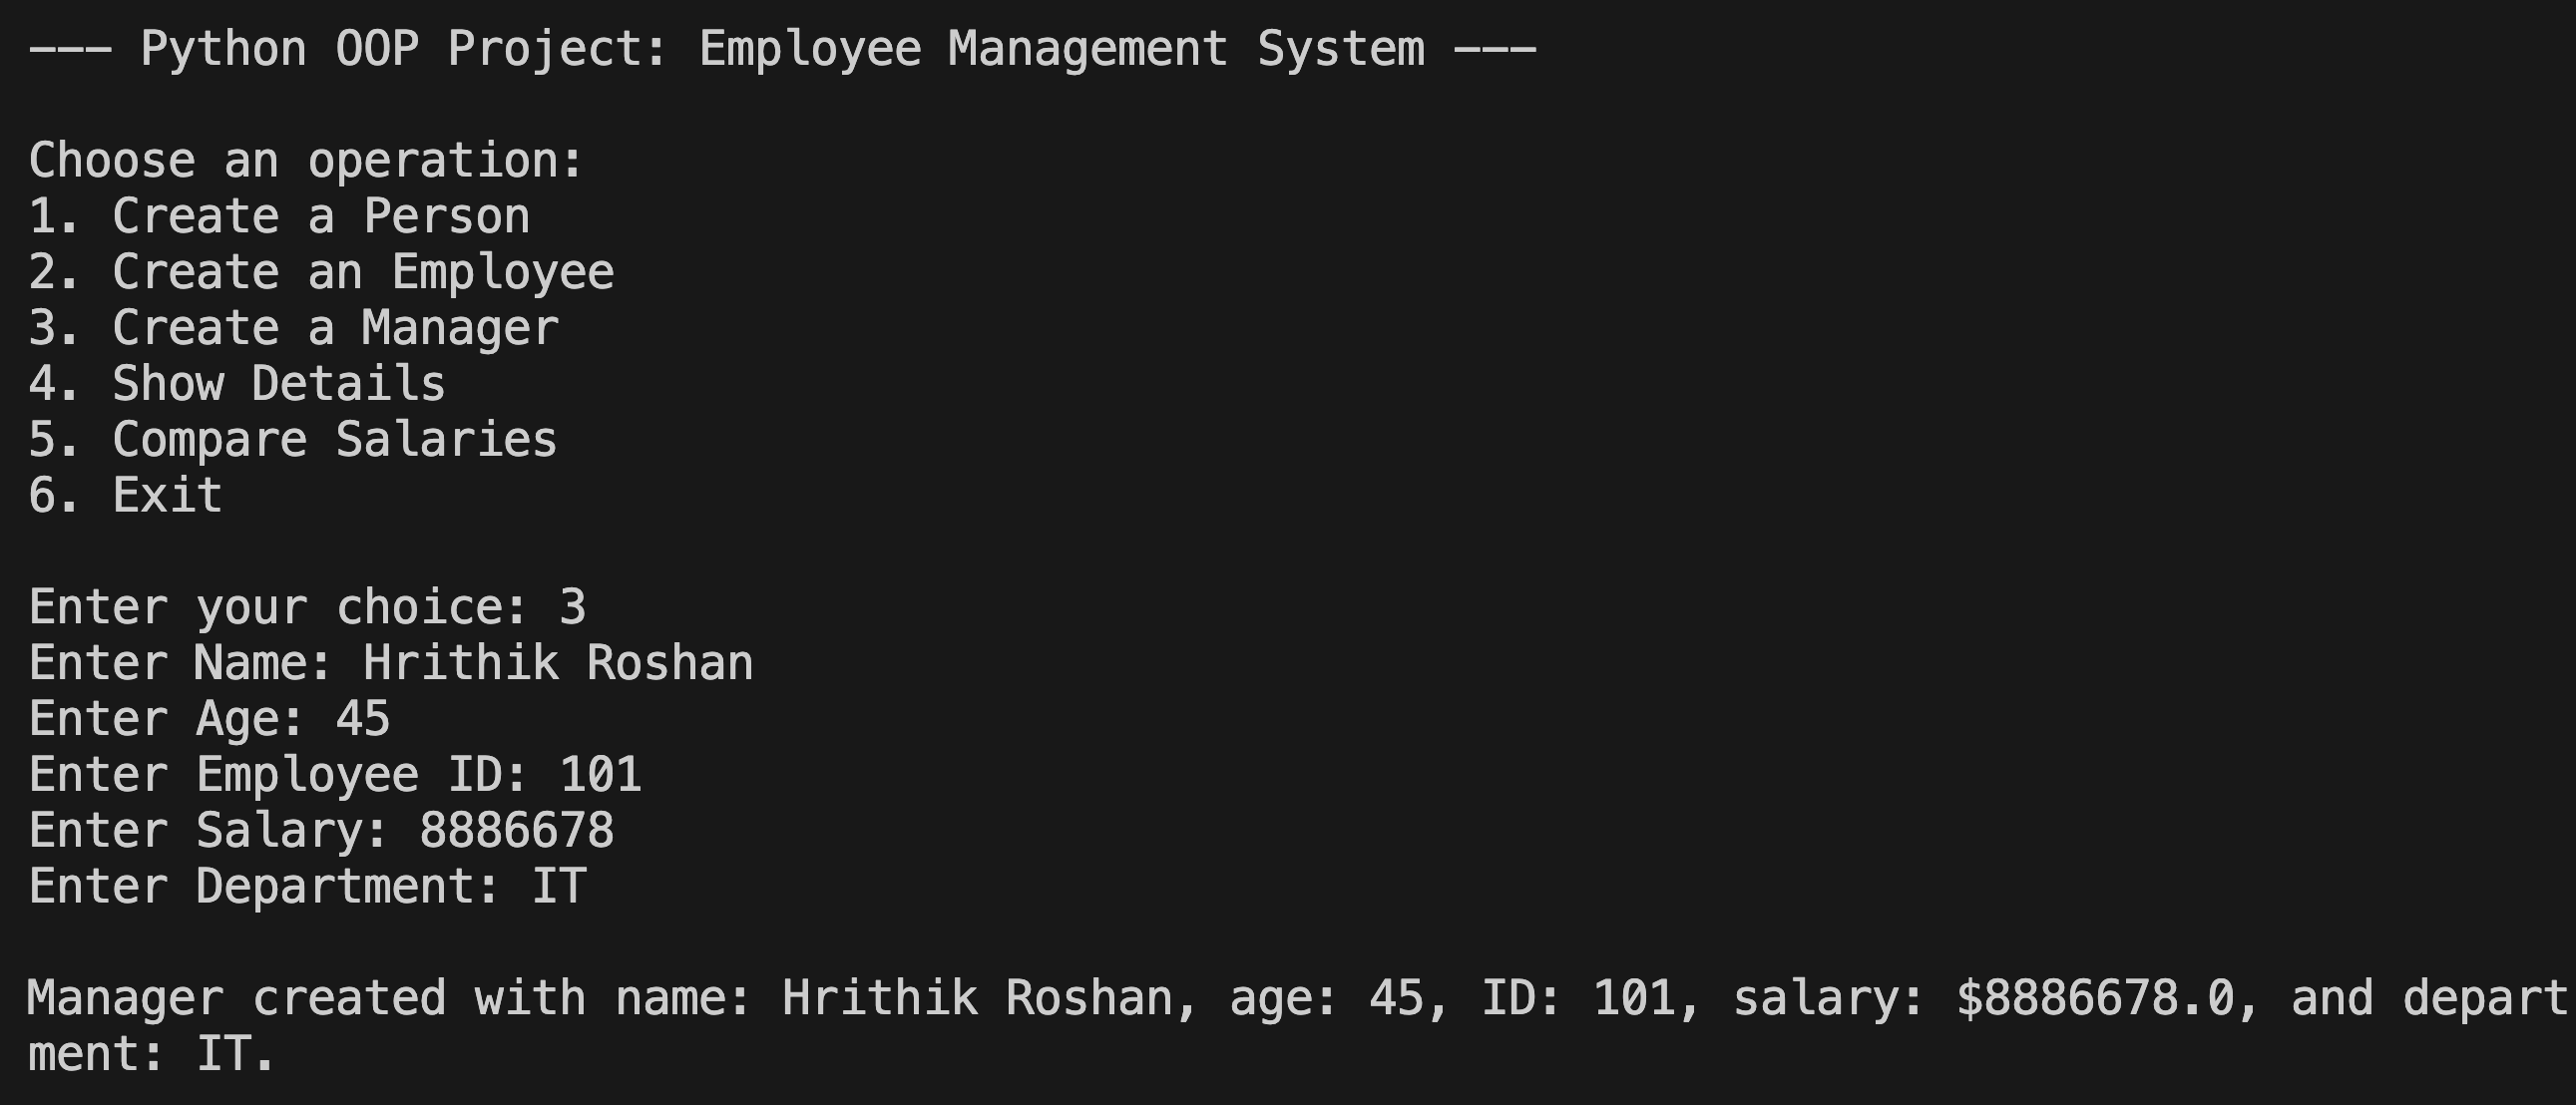 --- Python OOP Project: Employee Management System ---
Choose an operation:
1. Create a Person
2. Create an Employee
3. Create a Manager
4. Show Details
5. Compare Salaries
6. Exit
Enter your choice: 3
Enter Name: Hrithik Roshan
Enter Age: 45
Enter Employee ID: 101
Enter Salary: 8886678
Enter Department: IT
Manager created with name: Hrithik Roshan, age: 45, ID: 101, salary: $8886678.0, and depart
ment: IT.